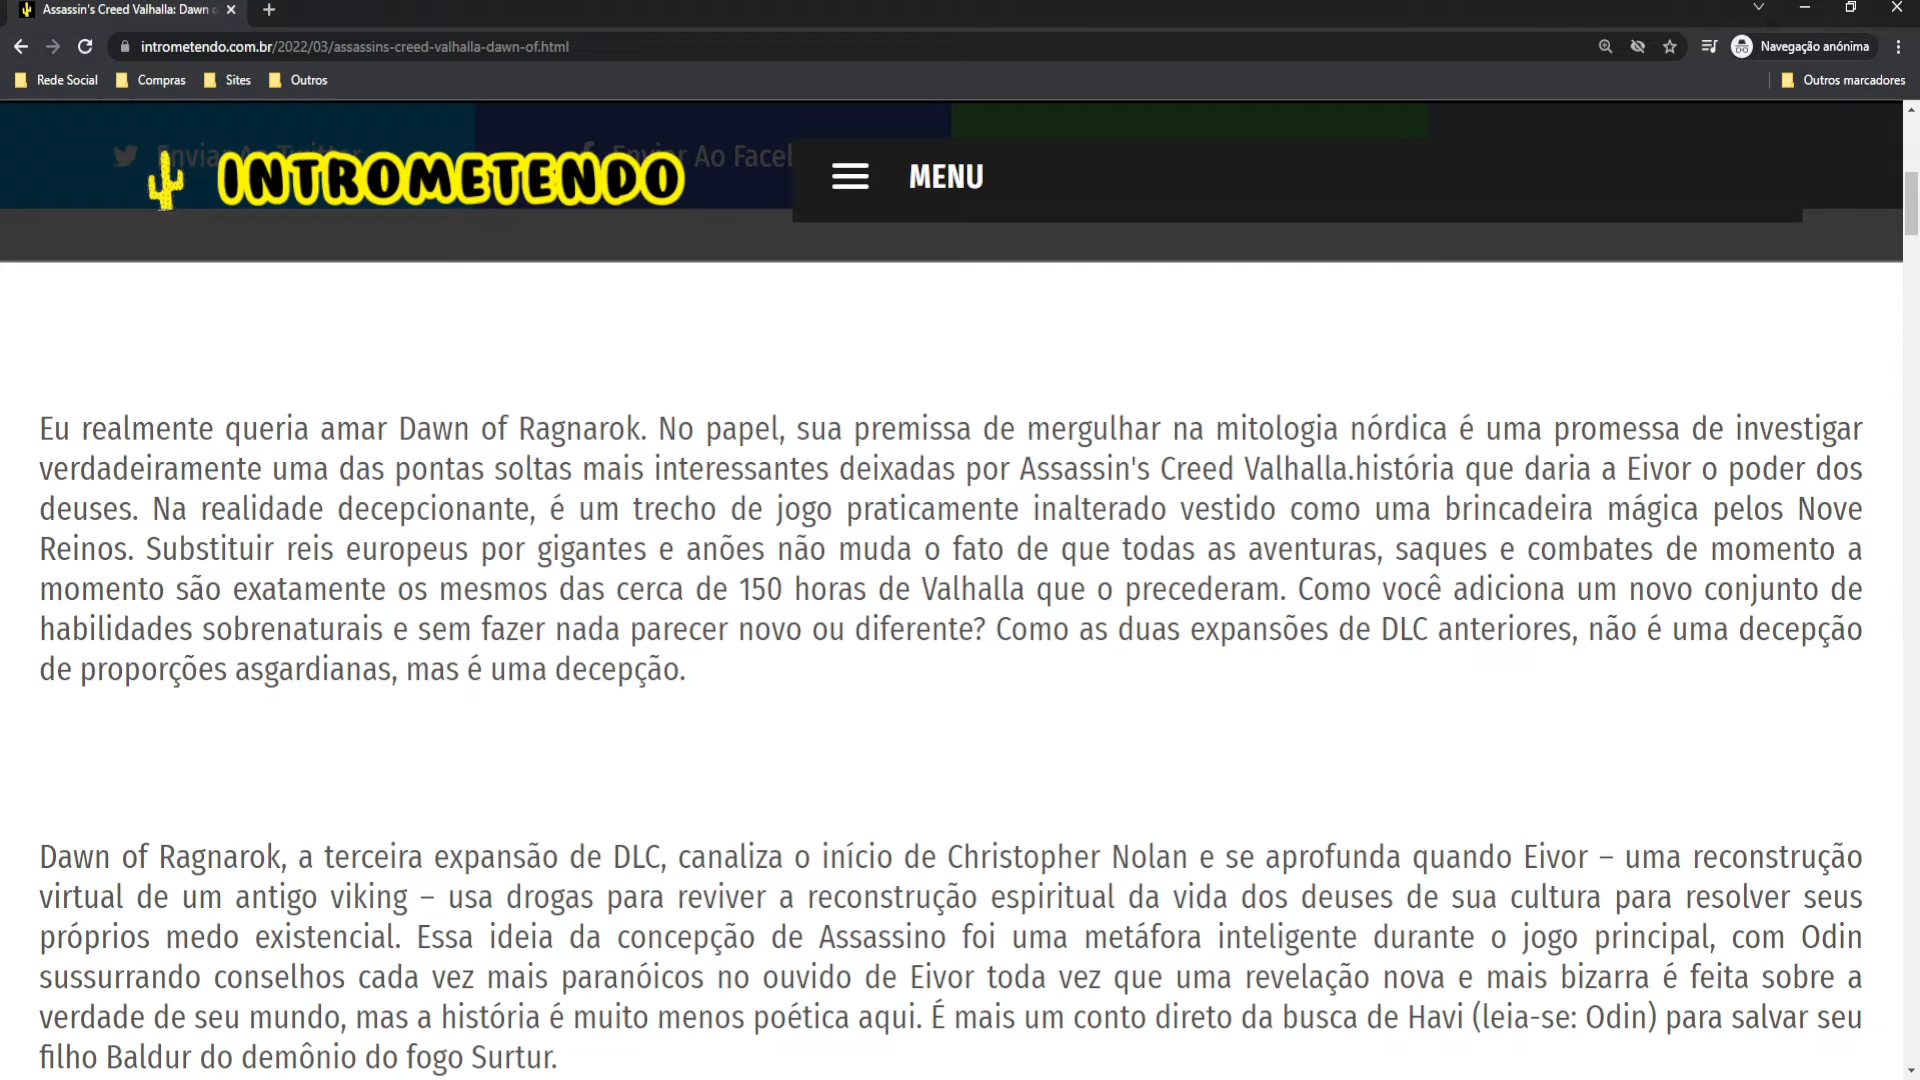 Assassin's Creed Valhalla: Dawn
intrometendo.com.br/2022/03/assassins-creed-valhalla-dawn-of.html
Navegação anónima
Rede Social
Compras
Sites
Outros
Outros marcadores
Enviar Ao Twitter
Enviar Ao Faceb
INTROMETENDO
MENU
Eu realmente queria amar Dawn of Ragnarok. No papel, sua premissa de mergulhar na mitologia nórdica é uma promessa de investigar
verdadeiramente uma das pontas soltas mais interessantes deixadas por Assassin's Creed Valhalla.história que daria a Eivor o poder dos
deuses. Na realidade decepcionante, é um trecho de jogo praticamente inalterado vestido como uma brincadeira mágica pelos Nove
Reinos. Substituir reis europeus por gigantes e anões não muda o fato de que todas as aventuras, saques e combates de momento a
momento são exatamente os mesmos das cerca de 150 horas de Valhalla que o precederam. Como você adiciona um novo conjunto de
habilidades sobrenaturais e sem fazer nada parecer novo ou diferente? Como as duas expansões de DLC anteriores, não é uma decepção
de proporções asgardianas, mas é uma decepção.
Dawn of Ragnarok, a terceira expansão de DLC, canaliza o início de Christopher Nolan e se aprofunda quando Eivor – uma reconstrução
virtual de um antigo viking – usa drogas para reviver a reconstrução espiritual da vida dos deuses de sua cultura para resolver seus
próprios medo existencial. Essa ideia da concepção de Assassino foi uma metáfora inteligente durante o jogo principal, com Odin
sussurrando conselhos cada vez mais paranóicos no ouvido de Eivor toda vez que uma revelação nova e mais bizarra é feita sobre a
verdade de seu mundo, mas a história é muito menos poética aqui. É mais um conto direto da busca de Havi (leia-se: Odin) para salvar seu
filho Baldur do demônio do fogo Surtur.